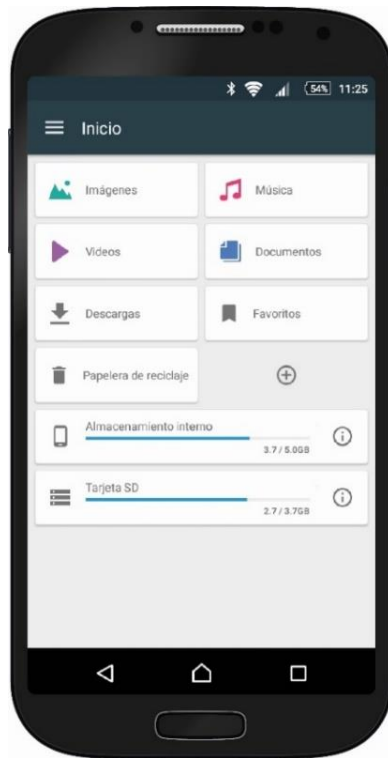 54% 11:25
Inicio
Imágenes
Música
Videos
Documentos
Descargas
Favoritos
Papelera de reciclaje
Almacenamiento interno
3.7 / 5.0GB
Tarjeta SD
2.7 / 3.7GB